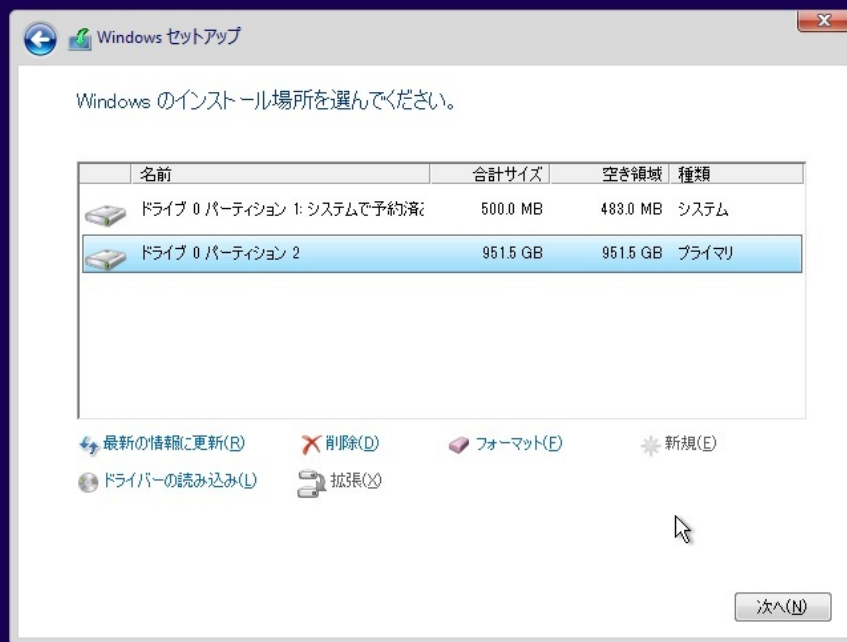 Windows セットアップ
Windows のインストール場所を選んでください。
名前 合計サイズ 空き領域 種類
ドライブ 0 パーティション 1: システムで予約済 500.0 MB 483.0 MB システム
ドライブ 0 パーティション 2 951.5 GB 951.5 GB プライマリ
最新の情報に更新(R) 削除(D) フォーマット(F) 新規(E)
ドライバーの読み込み(L) 拡張(X)
次へ(N)